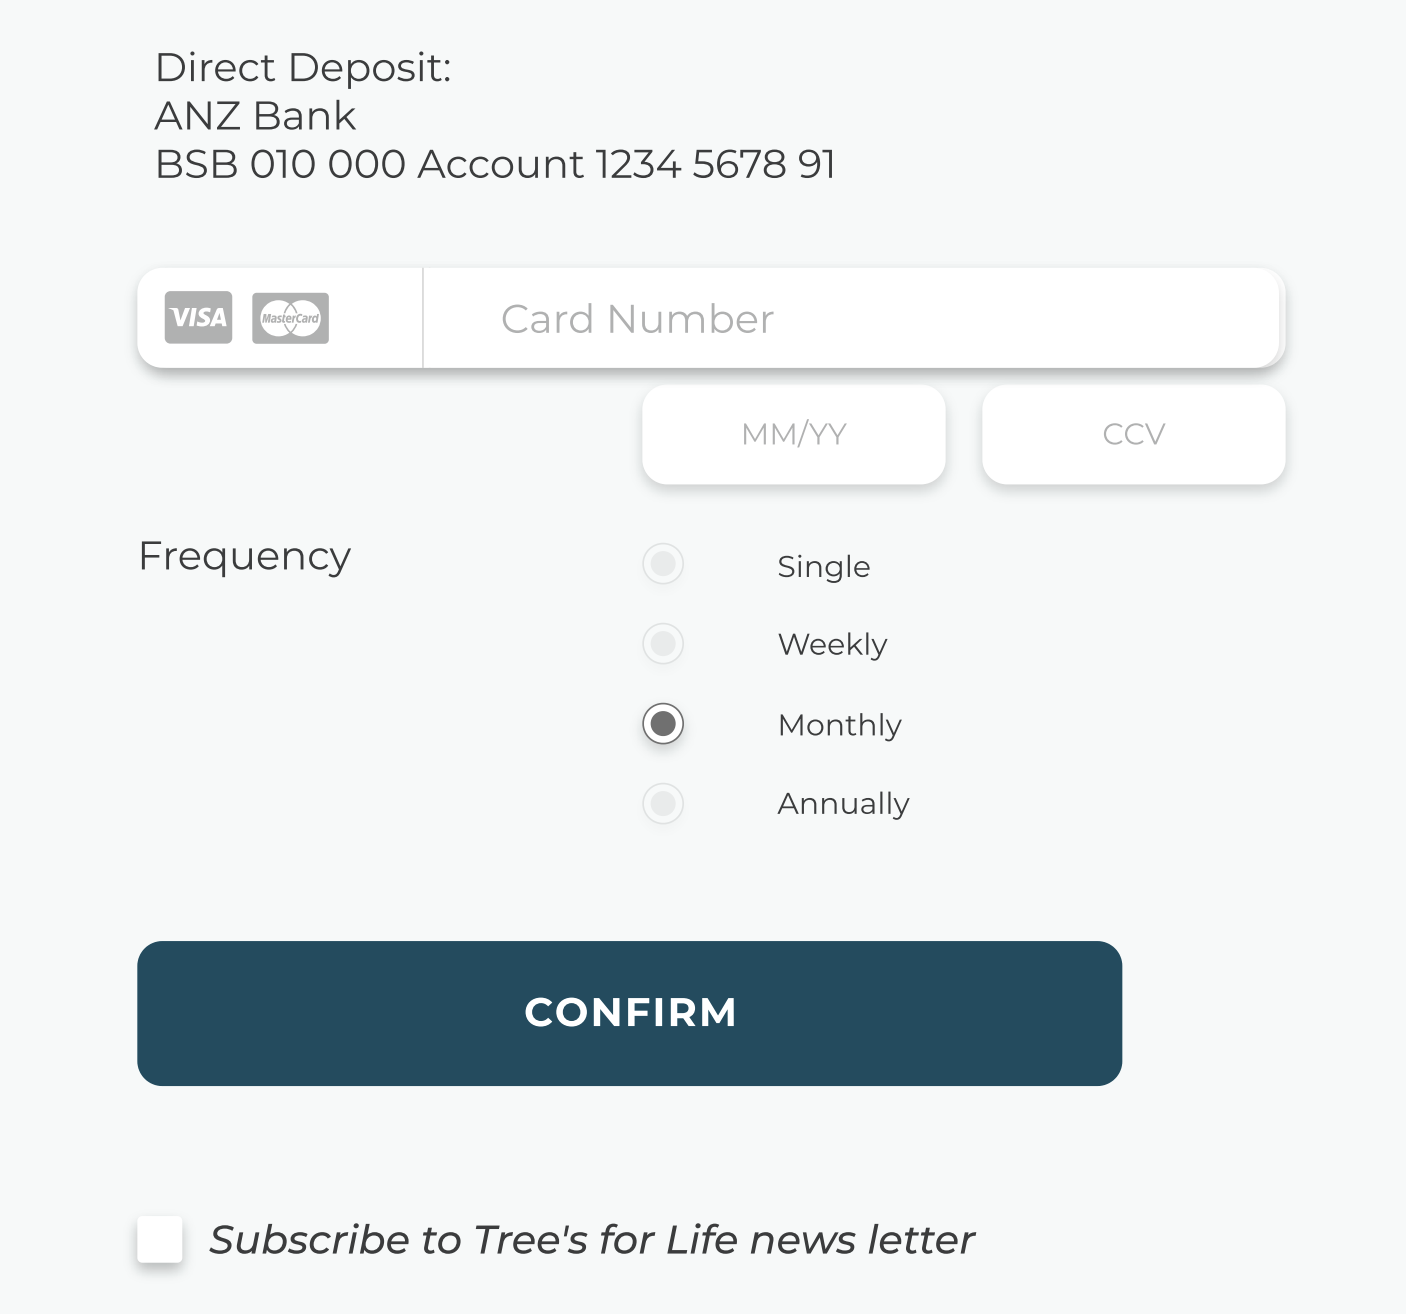 Direct Deposit:
ANZ Bank
BSB 010 000 Account 1234 5678 91
VISA MasterCard Card Number
MM/YY CCV
Frequency
Single
Weekly
Monthly
Annually
CONFIRM
Subscribe to Tree's for Life news letter